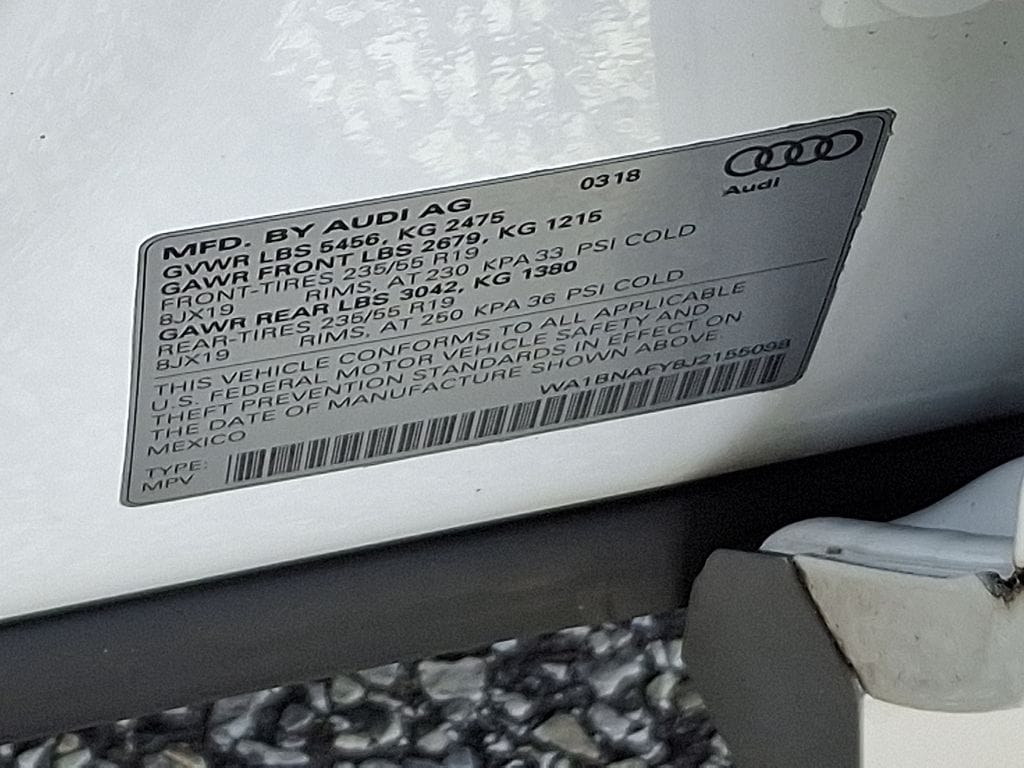 0318
Audi
MFD. BY AUDI AG
GVWR LBS 5456, KG 2475
GAWR FRONT LBS 2679, KG 1215
FRONT-TIRES 235/55 R19
8JX19 RIMS, AT 230 KPA 33 PSI COLD
GAWR REAR LBS 3042, KG 1380
REAR-TIRES 235/55 R19
8JX19 RIMS, AT 250 KPA 36 PSI COLD
THIS VEHICLE CONFORMS TO ALL APPLICABLE
U.S. FEDERAL MOTOR VEHICLE SAFETY AND
THEFT PREVENTION STANDARDS IN EFFECT ON
THE DATE OF MANUFACTURE SHOWN ABOVE.
MEXICO
WA1BNAFY8J2155098
TYPE:
MPV